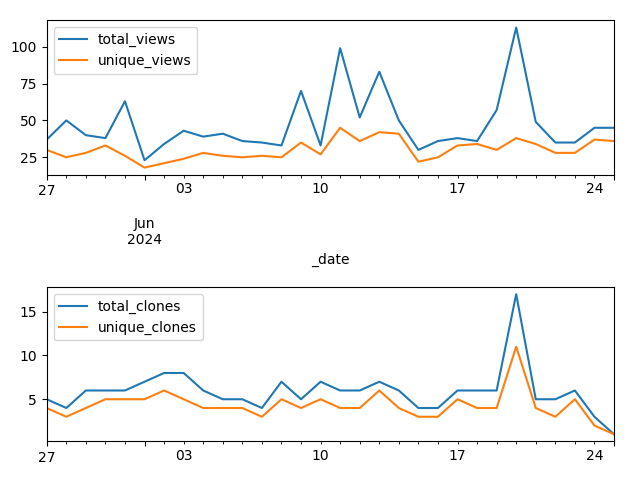 total_views
unique_views
100
75
50
25
27 03 10 17 24
Jun
2024
_date
total_clones
unique_clones
15
10
5
27 03 10 17 24